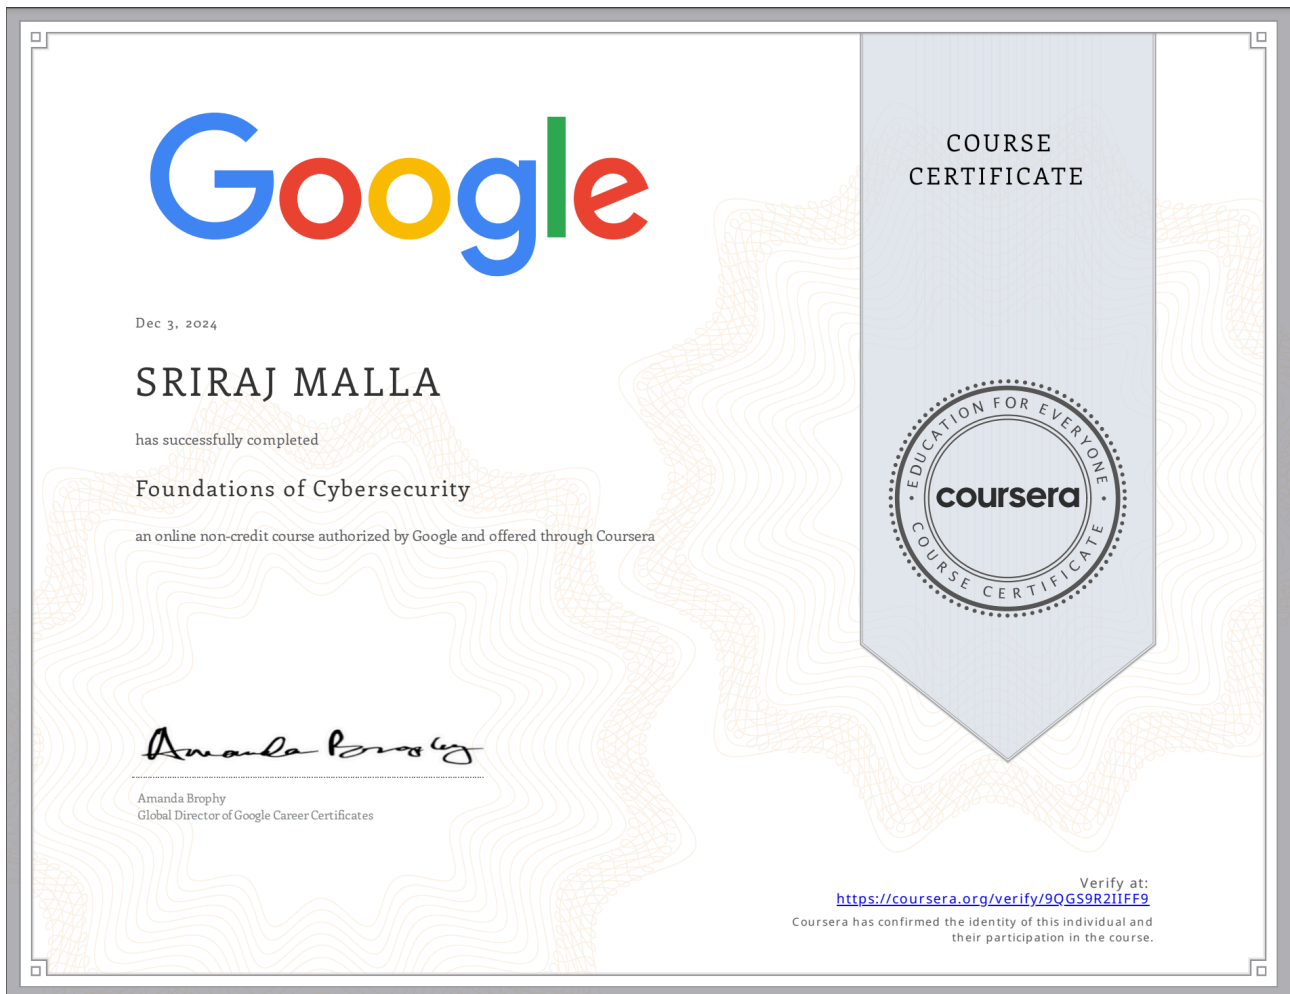 Google
COURSE
CERTIFICATE
Dec 3, 2024
SRIRAJ MALLA
has successfully completed
Foundations of Cybersecurity
an online non-credit course authorized by Google and offered through Coursera
EDUCATION FOR EVERYONE
coursera
COURSE CERTIFICATE
Amanda Brophy
Amanda Brophy
Global Director of Google Career Certificates
Verify at:
https://coursera.org/verify/9QGS9R2IIFF9
Coursera has confirmed the identity of this individual and
their participation in the course.